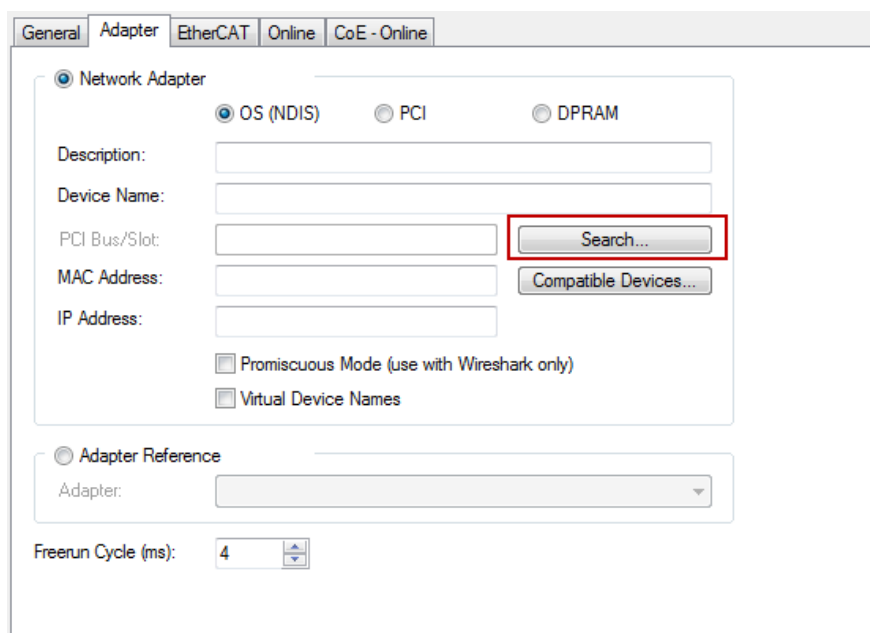 General Adapter EtherCAT Online CoE - Online
Network Adapter
OS (NDIS) PCI DPRAM
Description:
Device Name:
PCI Bus/Slot: Search...
MAC Address: Compatible Devices...
IP Address:
Promiscuous Mode (use with Wireshark only)
Virtual Device Names
Adapter Reference
Adapter:
Freerun Cycle (ms): 4